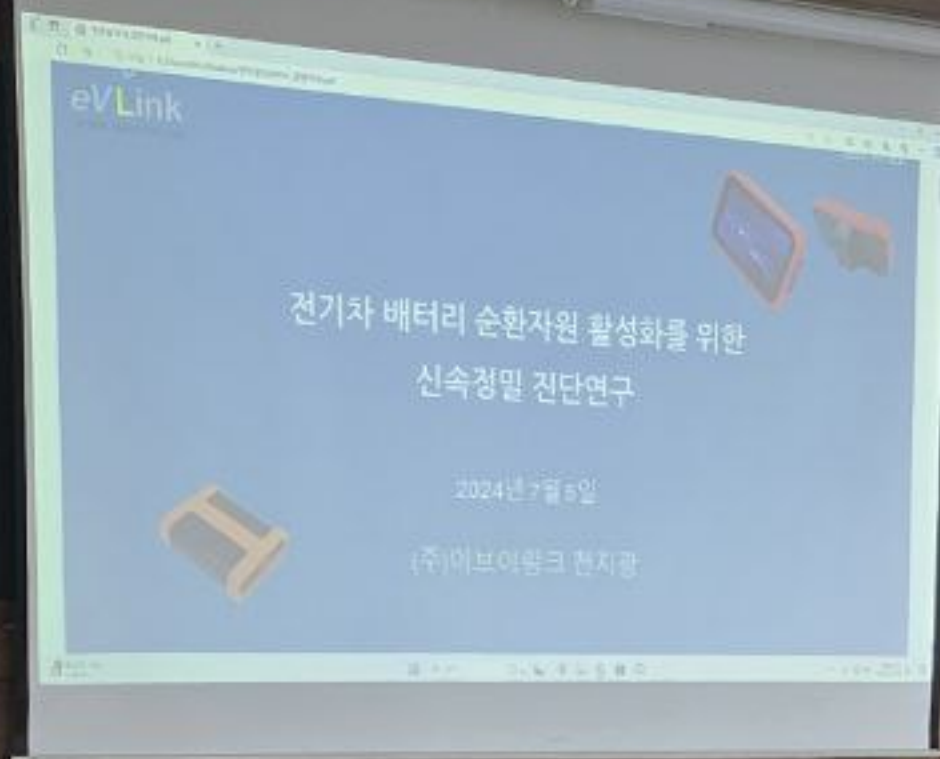 eVLink
전기차 배터리 순환자원 활성화를 위한
신속정밀 진단연구
2024년 7월 5일
(주)이브이링크 천지광